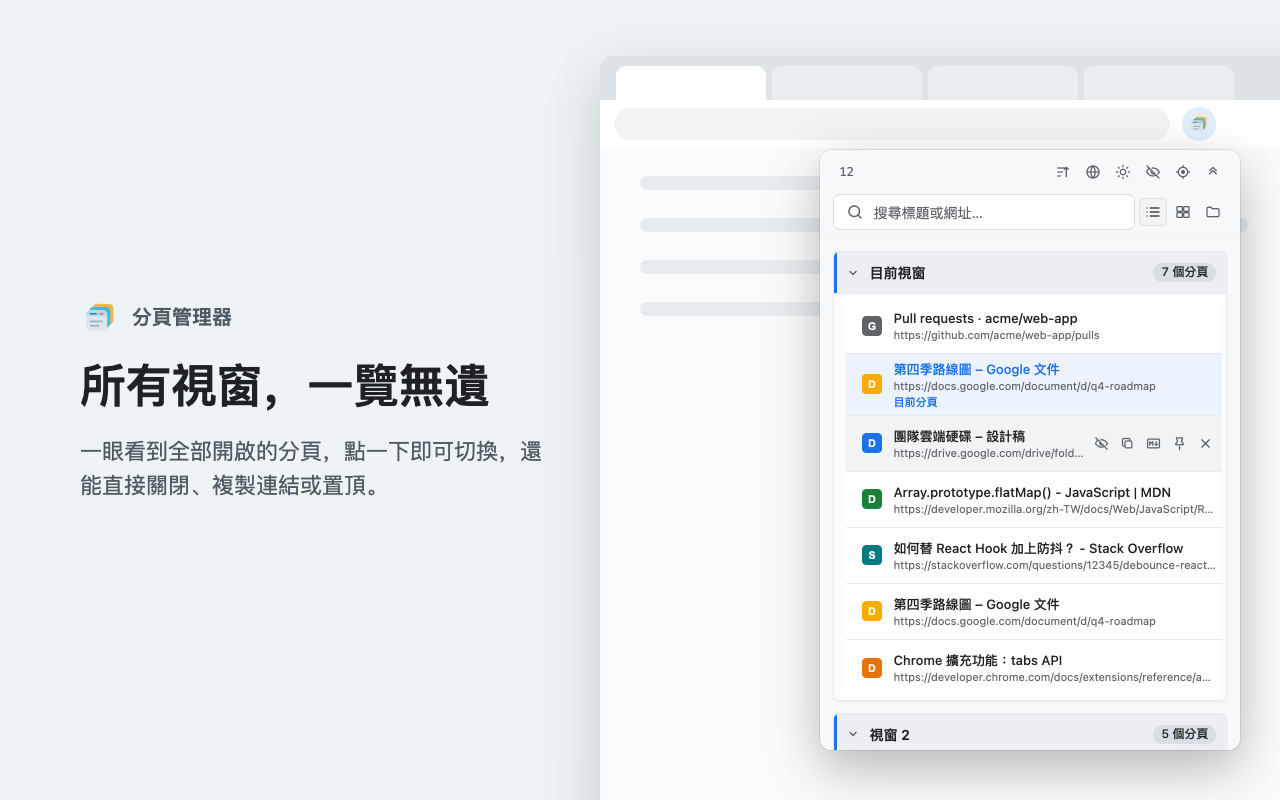 分頁管理器
所有視窗，一覽無遺
一眼看到全部開啟的分頁，點一下即可切換，還
能直接關閉、複製連結或置頂。
12
搜尋標題或網址...
目前視窗
7 個分頁
G
Pull requests · acme/web-app
https://github.com/acme/web-app/pulls
D
第四季路線圖 – Google 文件
https://docs.google.com/document/d/q4-roadmap
目前分頁
D
團隊雲端硬碟 – 設計稿
https://drive.google.com/drive/fold...
D
Array.prototype.flatMap() - JavaScript | MDN
https://developer.mozilla.org/zh-TW/docs/Web/JavaScript/R...
S
如何替 React Hook 加上防抖？ - Stack Overflow
https://stackoverflow.com/questions/12345/debounce-react...
D
第四季路線圖 – Google 文件
https://docs.google.com/document/d/q4-roadmap
D
Chrome 擴充功能：tabs API
https://developer.chrome.com/docs/extensions/reference/a...
視窗 2
5 個分頁